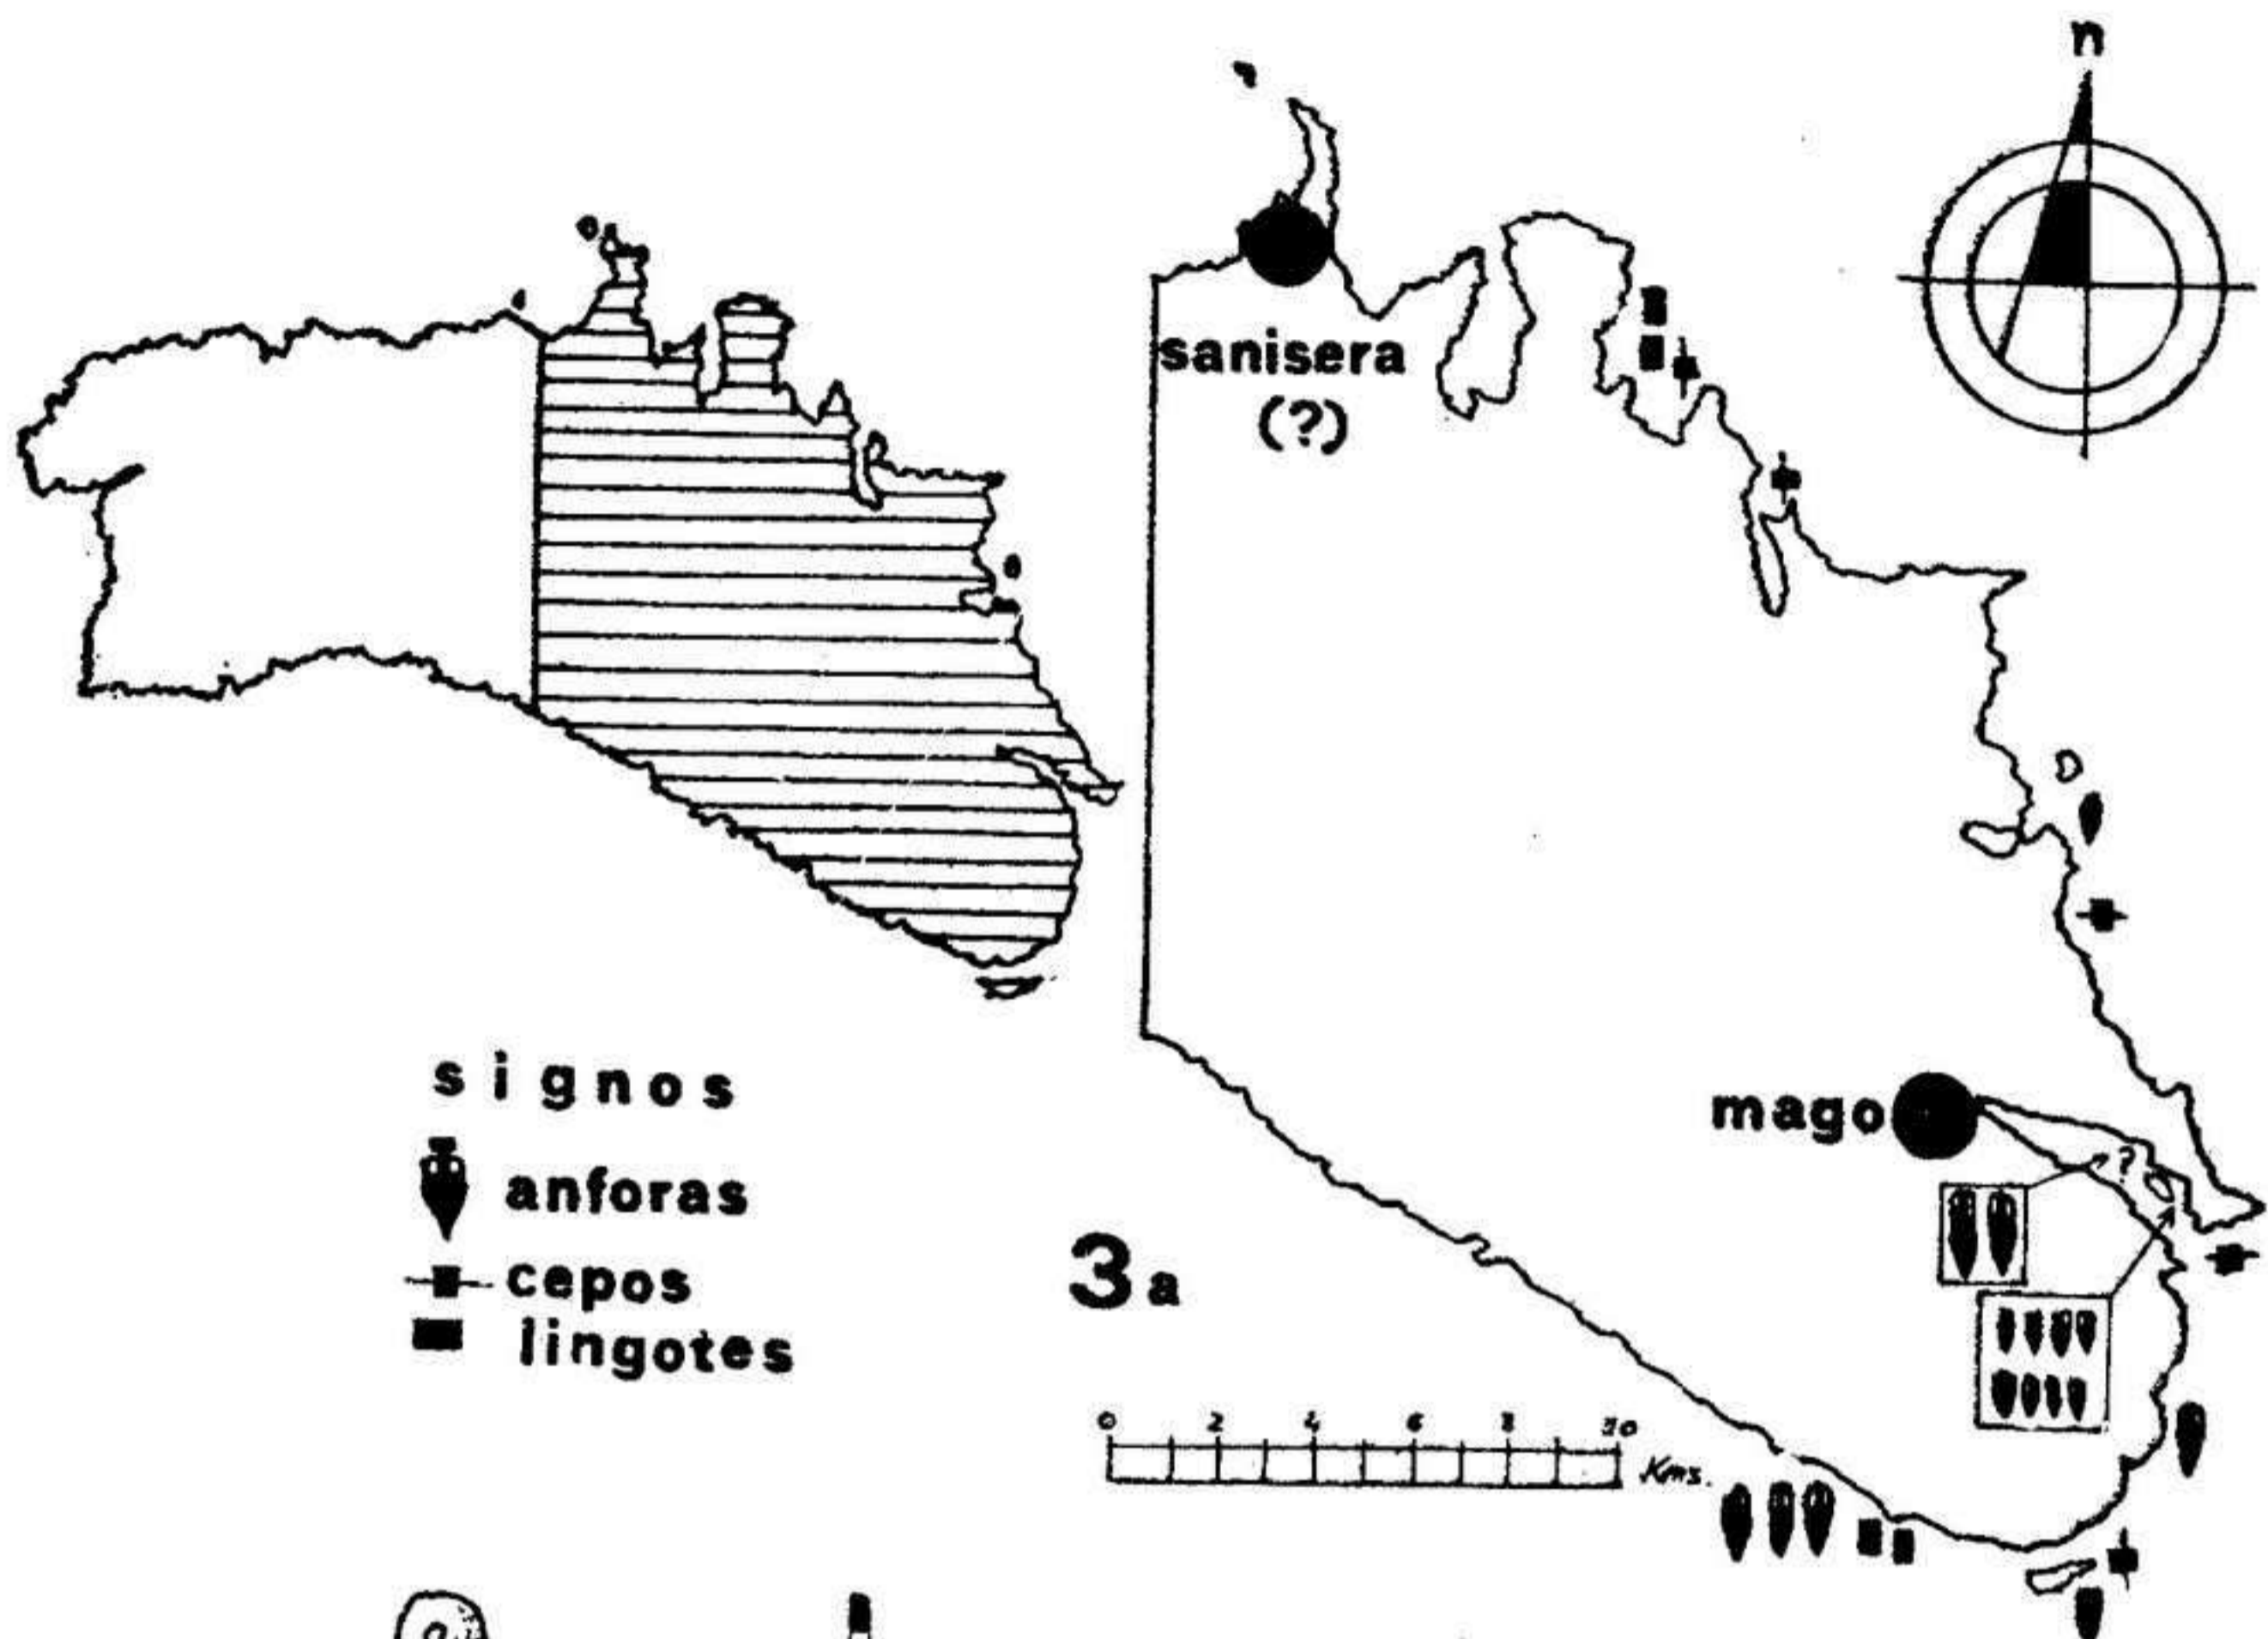 n
sanisera
(?)
mago
?
signos
anforas
cepos
lingotes
3a
0 2 4 6 8 10
Kms.